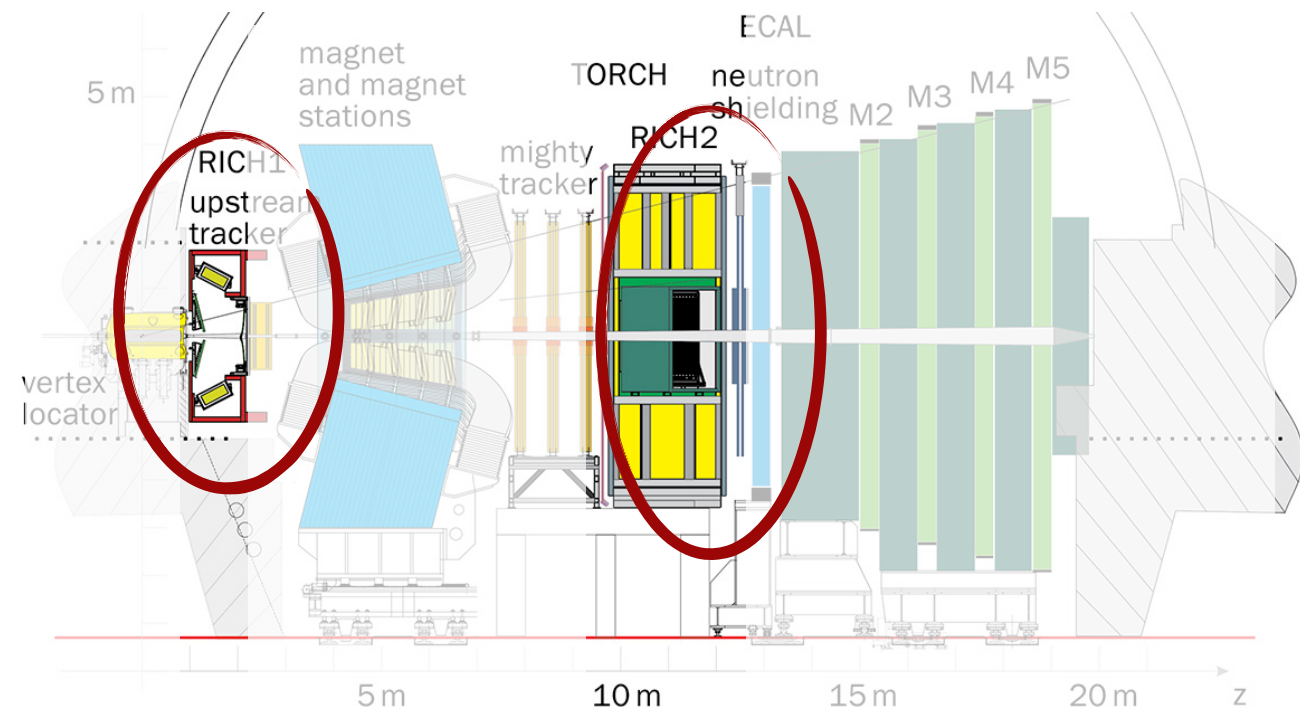 ECAL
magnet
and magnet
stations
TORCH
neutron
shielding
M2
M3
M4
M5
5 m
RICH1
upstream
tracker
mighty
tracker
RICH2
vertex
locator
5 m
10 m
15 m
20 m
z